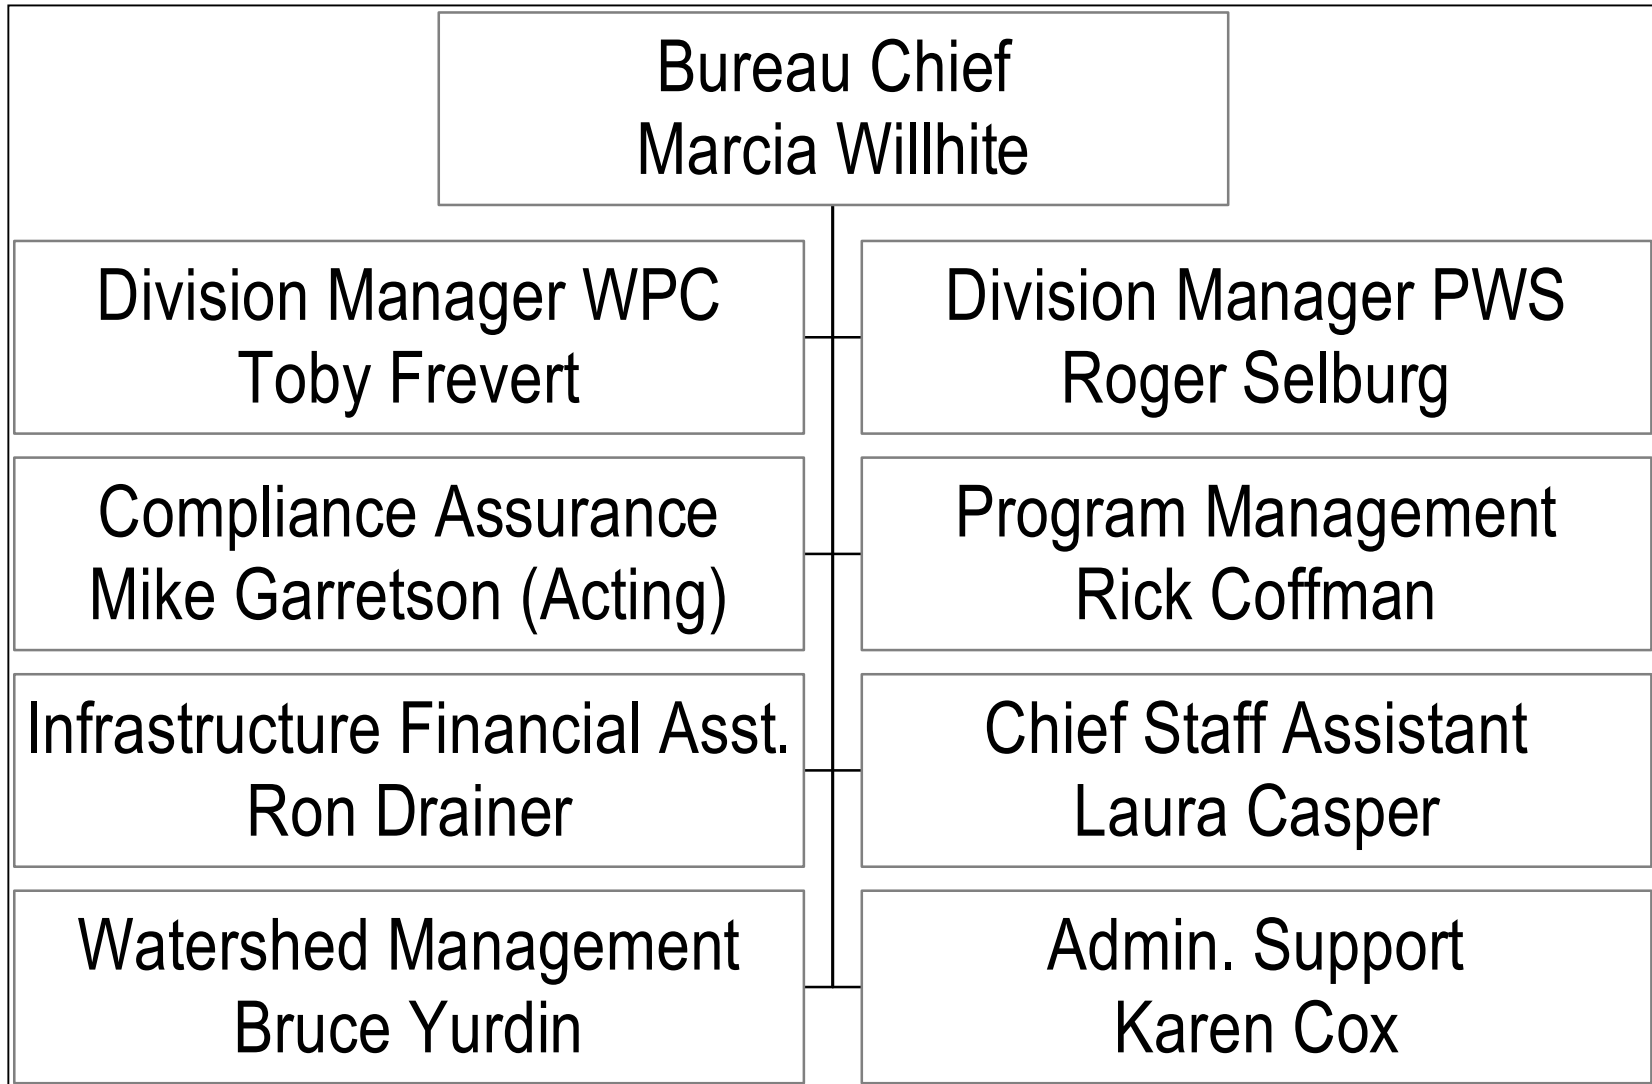 Bureau Chief
Marcia Willhite
Division Manager WPC
Toby Frevert
Division Manager PWS
Roger Selburg
Compliance Assurance
Mike Garretson (Acting)
Program Management
Rick Coffman
Infrastructure Financial Asst.
Ron Drainer
Chief Staff Assistant
Laura Casper
Watershed Management
Bruce Yurdin
Admin. Support
Karen Cox